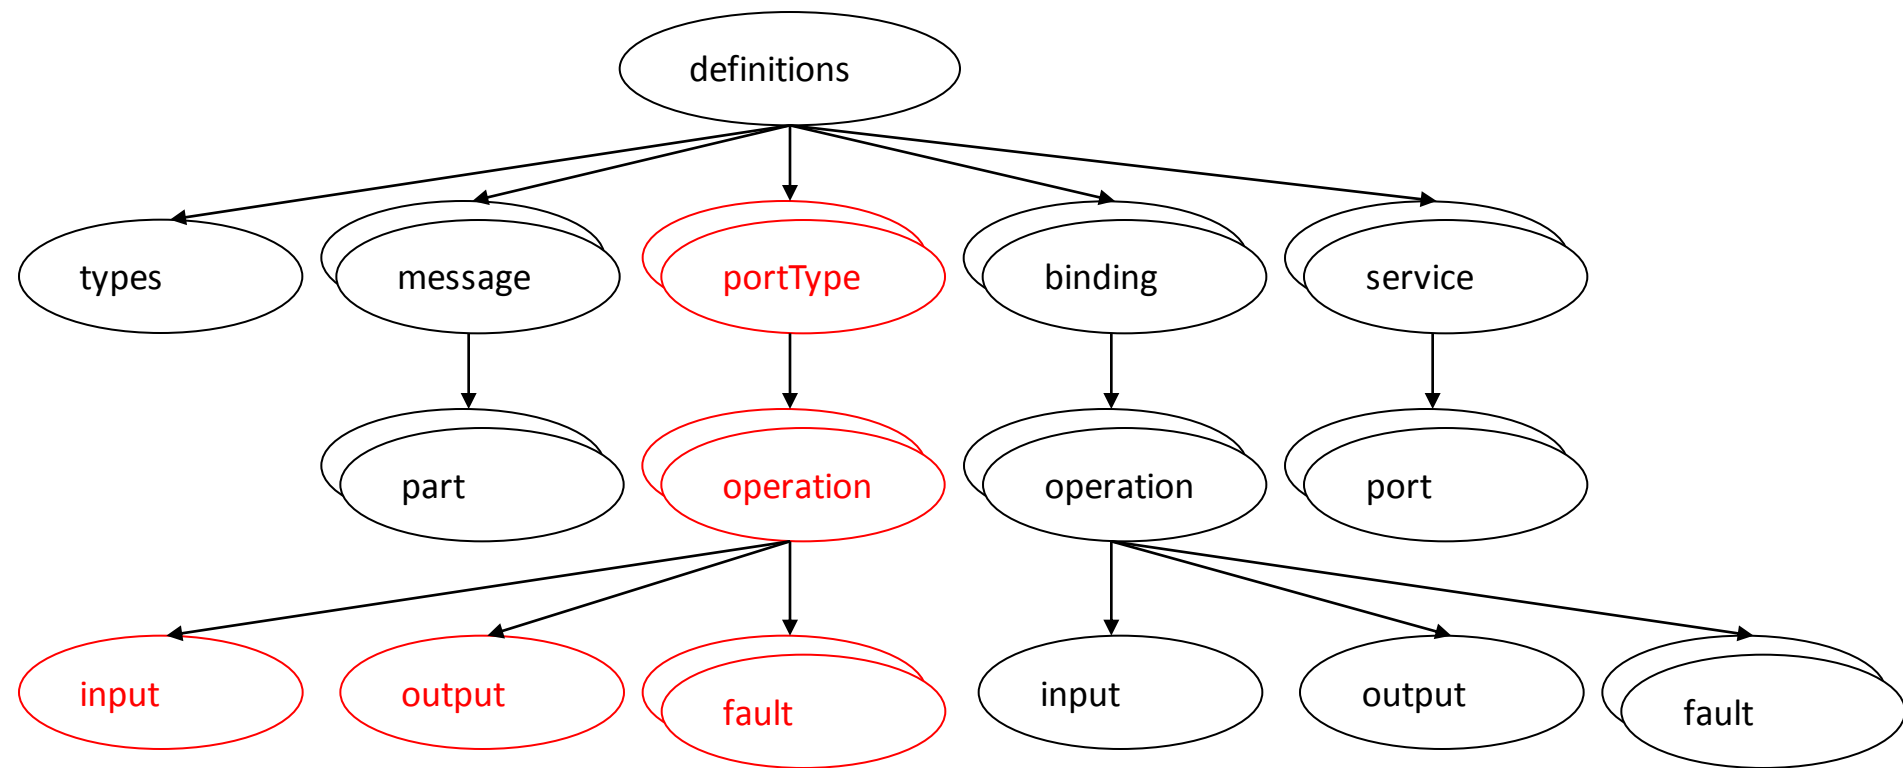 definitions
types
message
portType
binding
service
part
operation
operation
port
input
output
fault
input
output
fault